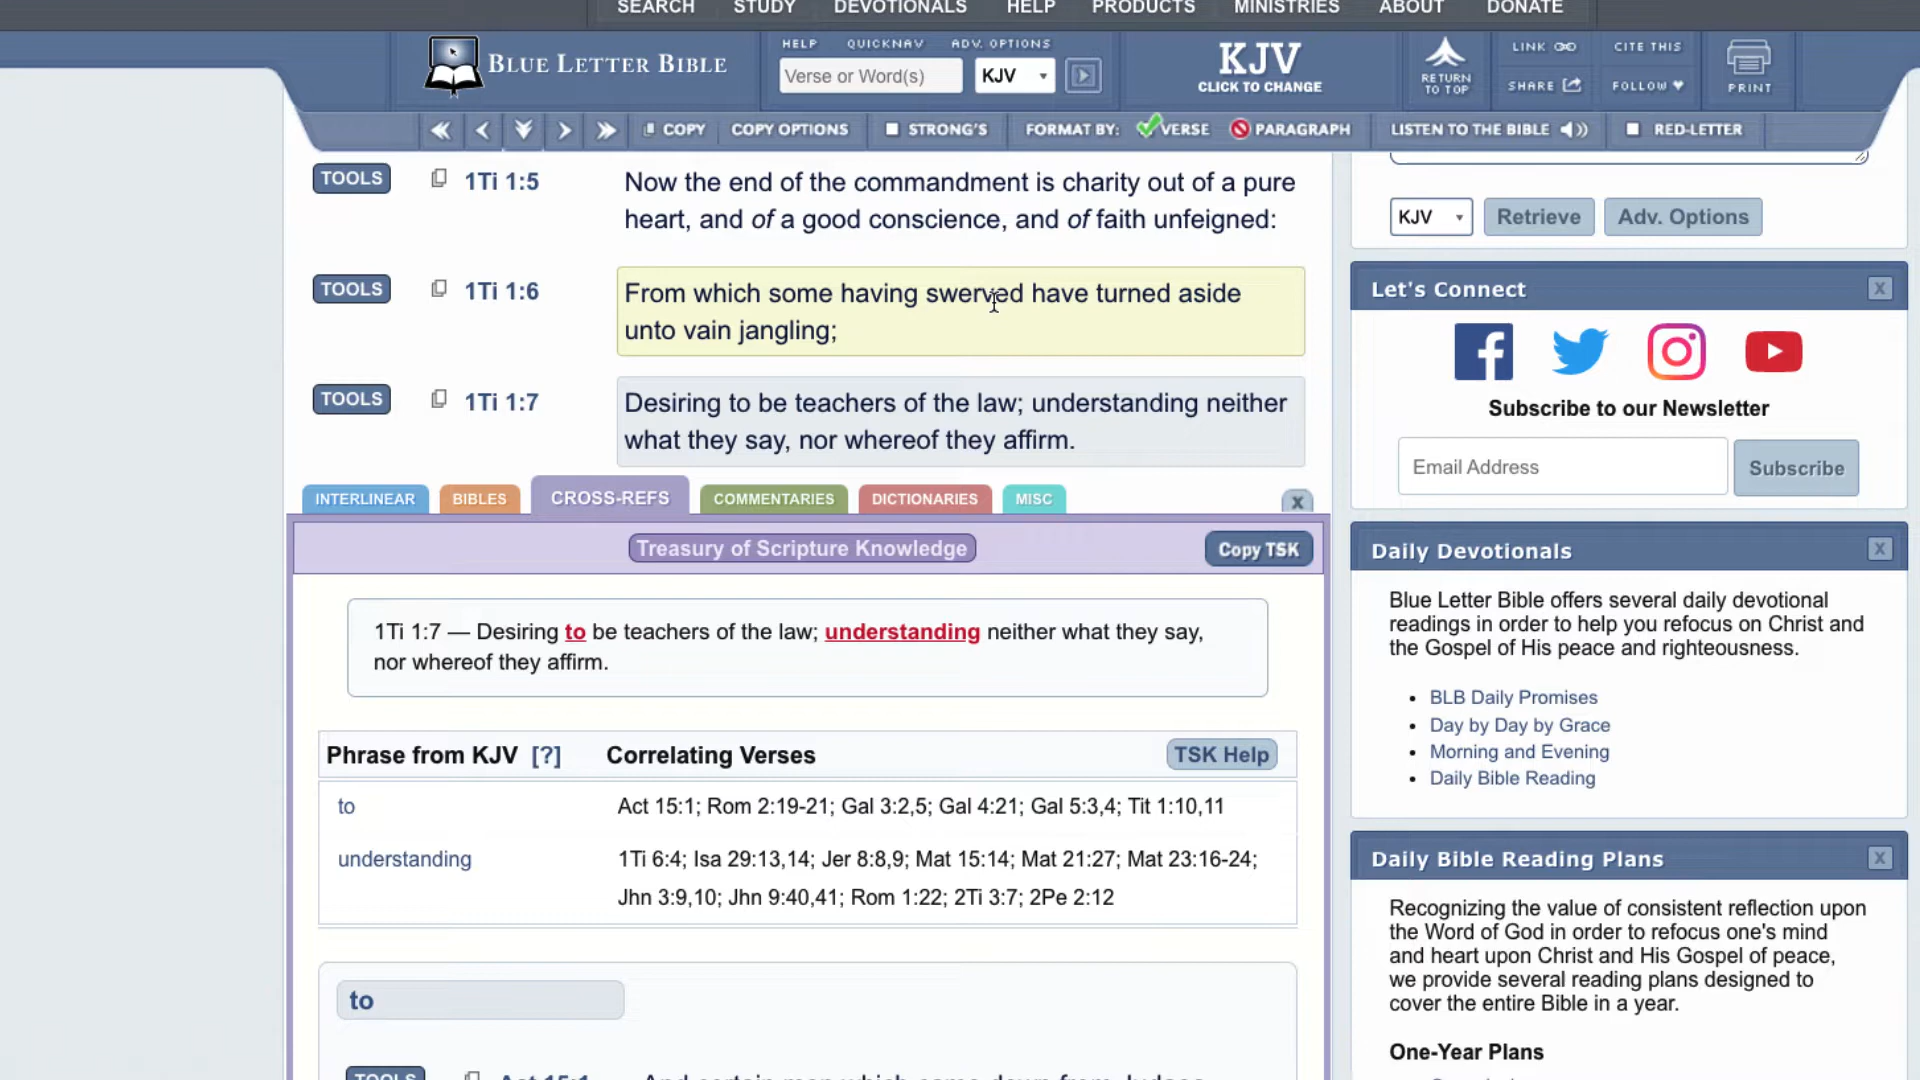 SEARCH STUDY DEVOTIONALS HELP PRODUCTS MINISTRIES ABOUT DONATE
BLUE LETTER BIBLE
HELP QUICKNAV ADV. OPTIONS
Verse or Word(s) KJV
KJV
CLICK TO CHANGE
RETURN
TO TOP
LINK
SHARE
CITE THIS
FOLLOW
PRINT
COPY COPY OPTIONS STRONG'S FORMAT BY: VERSE PARAGRAPH LISTEN TO THE BIBLE RED-LETTER
TOOLS 1Ti 1:5 Now the end of the commandment is charity out of a pure
heart, and of a good conscience, and of faith unfeigned:
TOOLS 1Ti 1:6 From which some having swerved have turned aside
unto vain jangling;
TOOLS 1Ti 1:7 Desiring to be teachers of the law; understanding neither
what they say, nor whereof they affirm.
INTERLINEAR BIBLES CROSS-REFS COMMENTARIES DICTIONARIES MISC X
Treasury of Scripture Knowledge Copy TSK
1Ti 1:7 — Desiring to be teachers of the law; understanding neither what they say,
nor whereof they affirm.
Phrase from KJV [?] Correlating Verses TSK Help
to Act 15:1; Rom 2:19-21; Gal 3:2,5; Gal 4:21; Gal 5:3,4; Tit 1:10,11
understanding 1Ti 6:4; Isa 29:13,14; Jer 8:8,9; Mat 15:14; Mat 21:27; Mat 23:16-24;
Jhn 3:9,10; Jhn 9:40,41; Rom 1:22; 2Ti 3:7; 2Pe 2:12
to
TOOLS Act 15:1 And certain men which came down from Judaea
KJV Retrieve Adv. Options
Let's Connect X
Subscribe to our Newsletter
Email Address Subscribe
Daily Devotionals X
Blue Letter Bible offers several daily devotional
readings in order to help you refocus on Christ and
the Gospel of His peace and righteousness.
• BLB Daily Promises
• Day by Day by Grace
• Morning and Evening
• Daily Bible Reading
Daily Bible Reading Plans X
Recognizing the value of consistent reflection upon
the Word of God in order to refocus one's mind
and heart upon Christ and His Gospel of peace,
we provide several reading plans designed to
cover the entire Bible in a year.
One-Year Plans